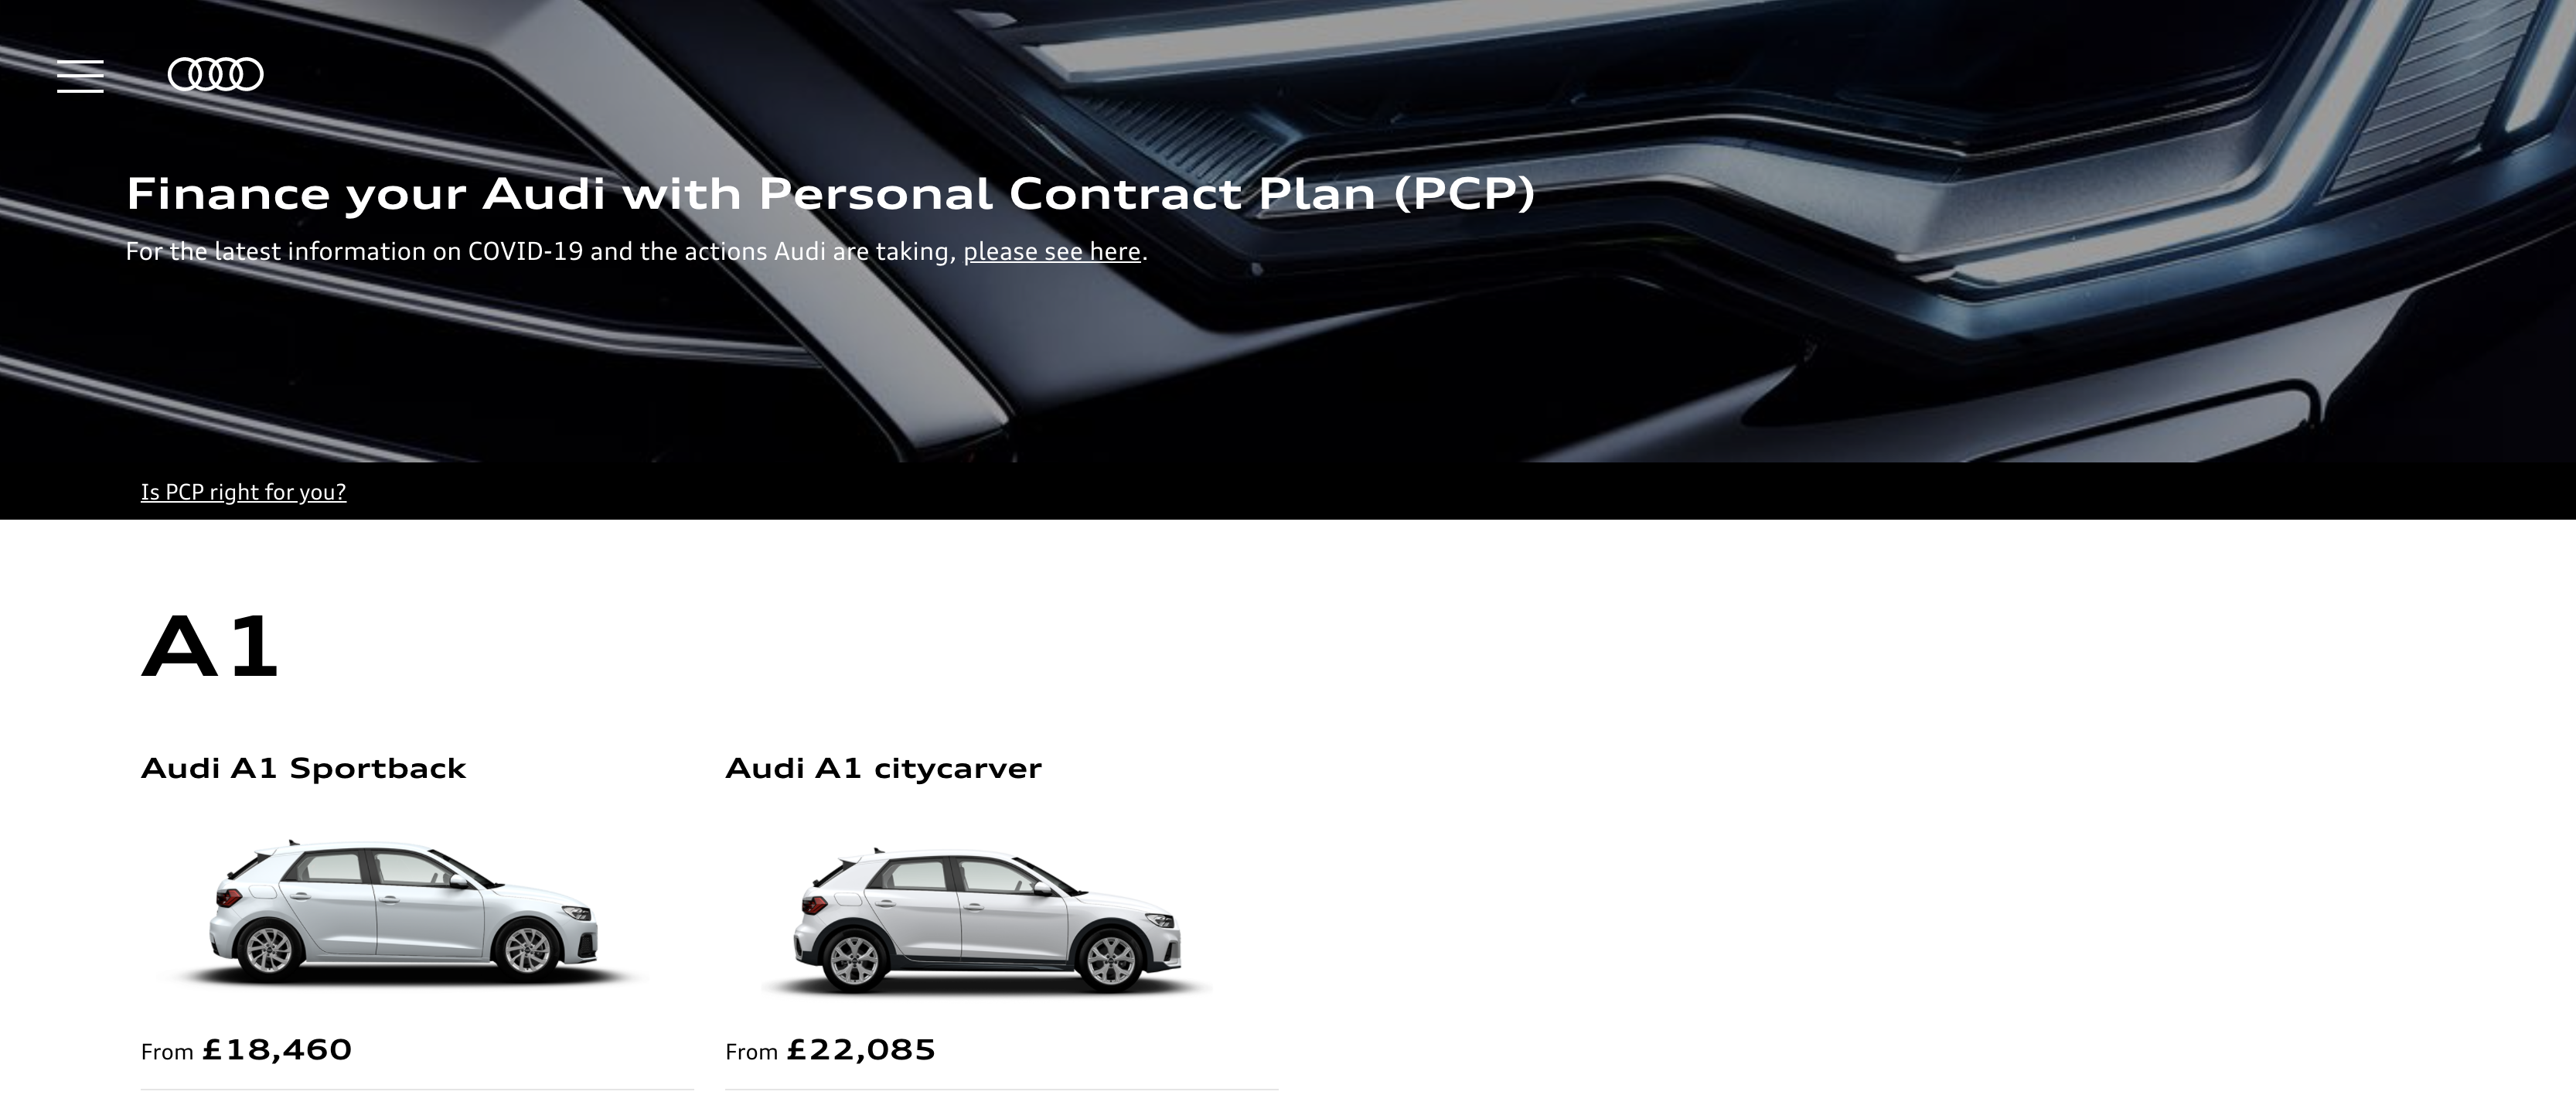 Finance your Audi with Personal Contract Plan (PCP)
For the latest information on COVID-19 and the actions Audi are taking, please see here.
Is PCP right for you?
A1
Audi A1 Sportback
Audi A1 citycarver
From £18,460
From £22,085